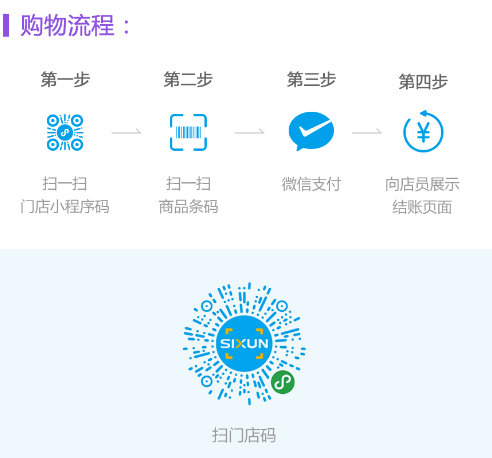 购物流程：
第一步 第二步 第三步 第四步
扫一扫 扫一扫 微信支付 向店员展示
门店小程序码 商品条码 结账页面
SIXUN
扫门店码